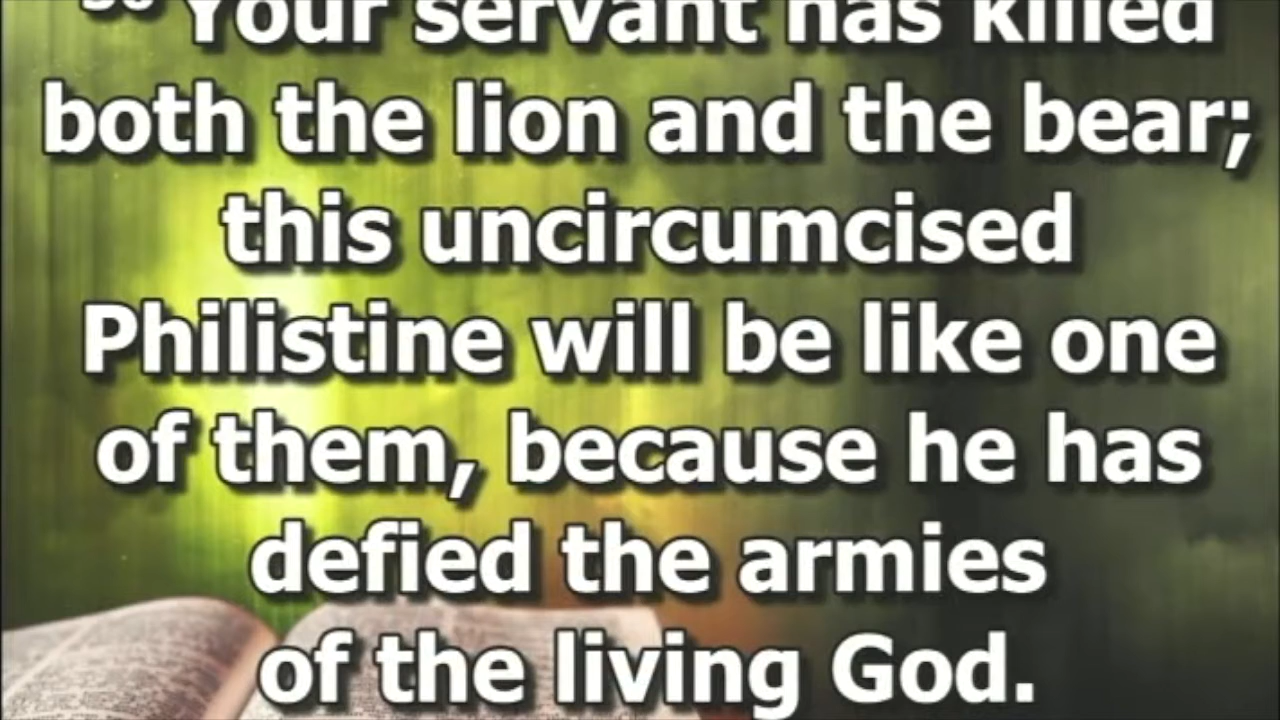 Your servant has killed
both the lion and the bear;
this uncircumcised
Philistine will be like one
of them, because he has
defied the armies
of the living God.